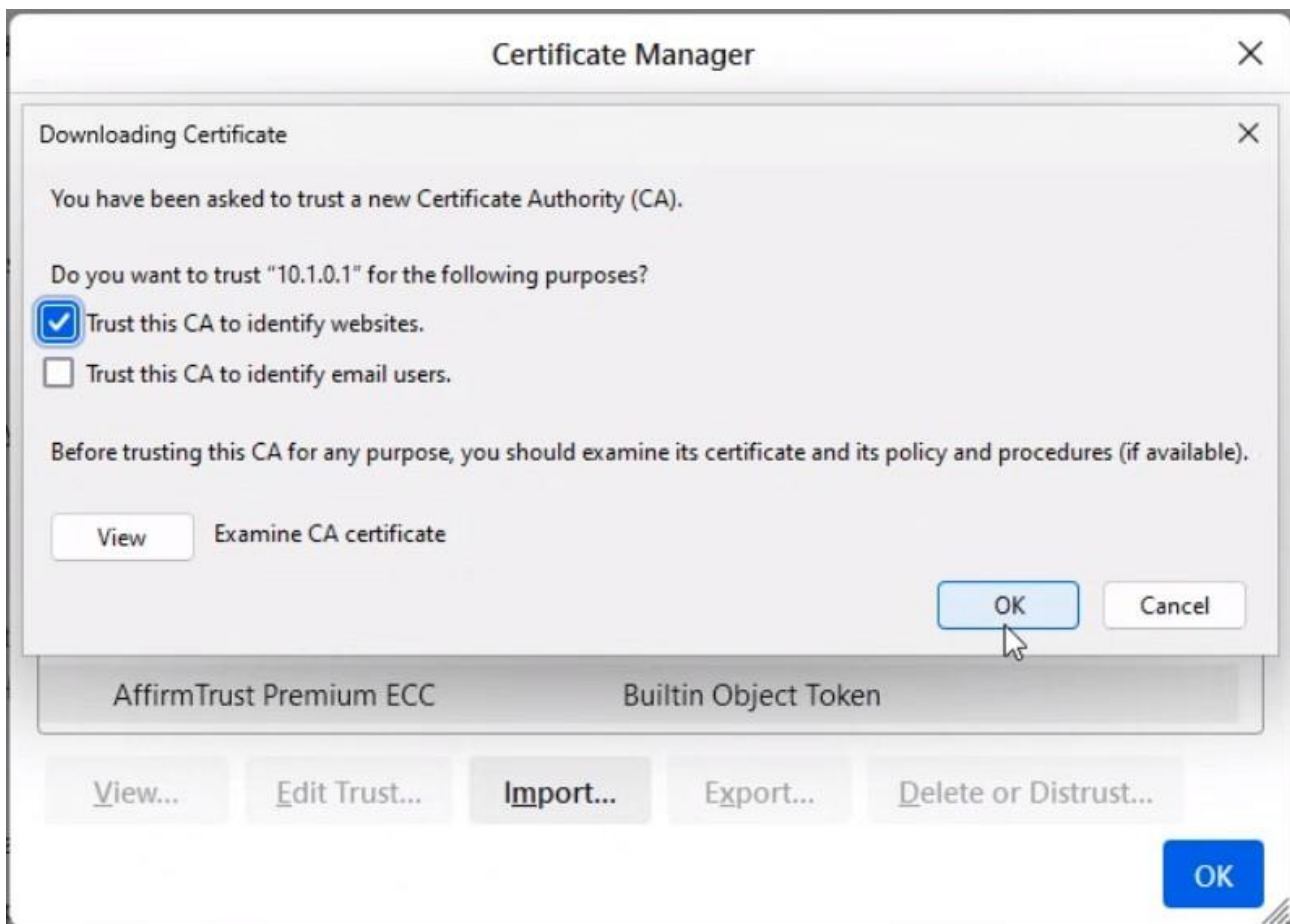 Certificate Manager
Downloading Certificate
You have been asked to trust a new Certificate Authority (CA).
Do you want to trust “10.1.0.1” for the following purposes?
Trust this CA to identify websites.
Trust this CA to identify email users.
Before trusting this CA for any purpose, you should examine its certificate and its policy and procedures (if available).
View Examine CA certificate
OK Cancel
AffirmTrust Premium ECC Builtin Object Token
View... Edit Trust... Import... Export... Delete or Distrust...
OK